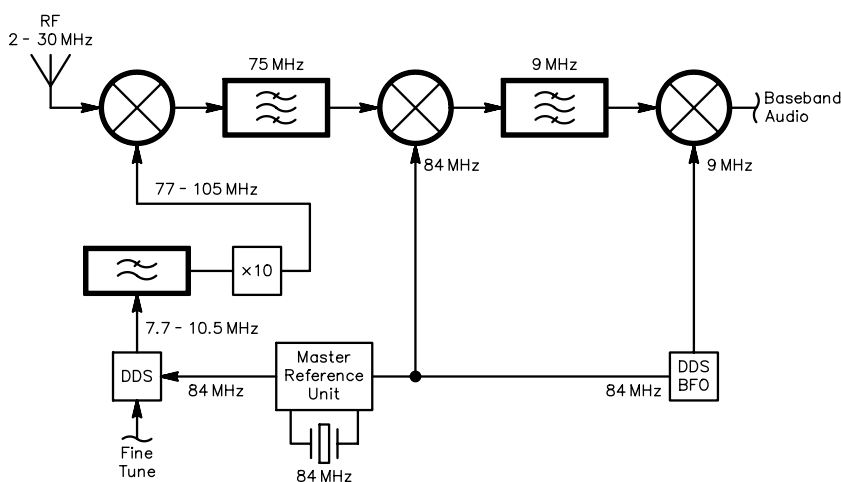 RF
2 - 30 MHz
75 MHz
9 MHz
Baseband
Audio
77 - 105 MHz
84 MHz
9 MHz
×10
7.7 - 10.5 MHz
DDS
84 MHz
Master
Reference
Unit
84 MHz
DDS
BFO
Fine
Tune
84 MHz